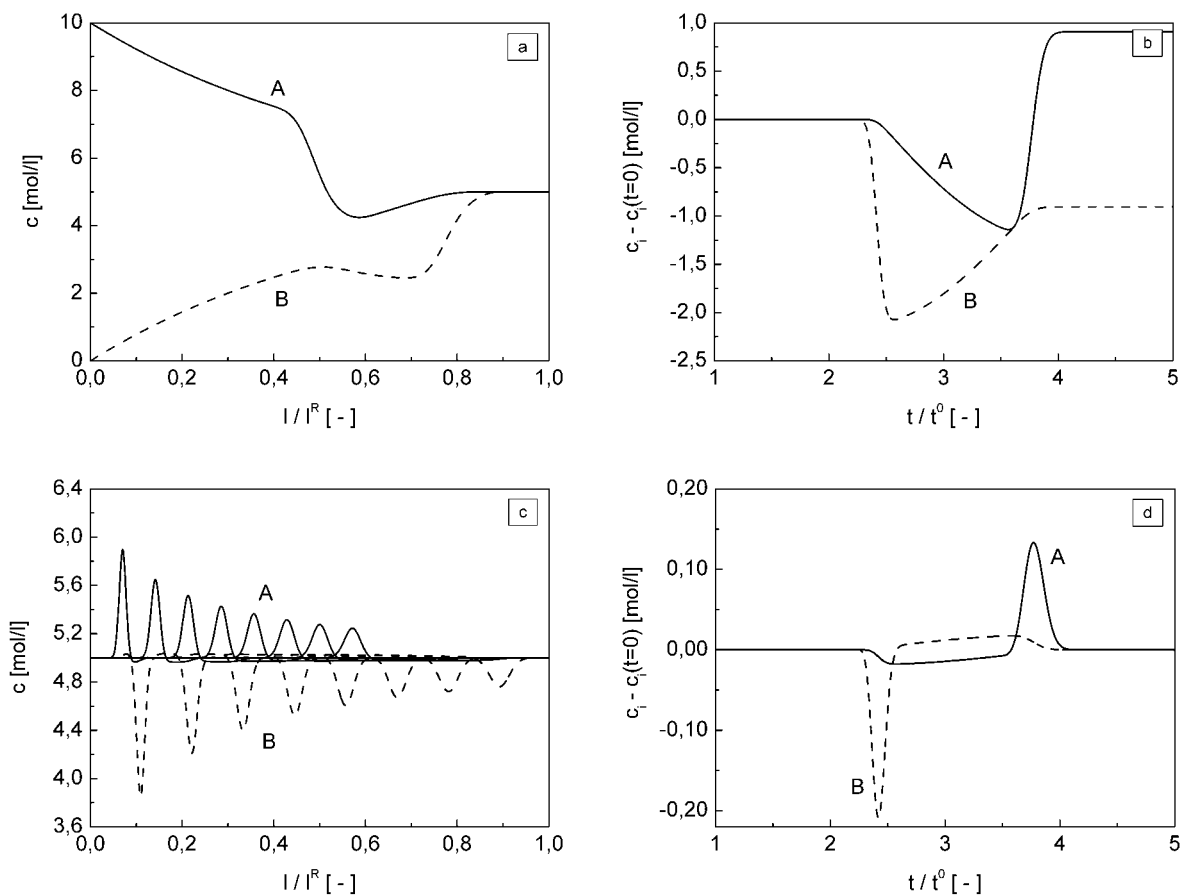 a
c [mol/l]
10
8
6
4
2
0
A
B
0,0 0,2 0,4 0,6 0,8 1,0
l / l^R [ - ]
b
c_i - c_i(t=0) [mol/l]
1,0
0,5
0,0
-0,5
-1,0
-1,5
-2,0
-2,5
A
B
1 2 3 4 5
t / t^0 [ - ]
c
c [mol/l]
6,4
6,0
5,6
5,2
4,8
4,4
4,0
3,6
A
B
0,0 0,2 0,4 0,6 0,8 1,0
l / l^R [ - ]
d
c_i - c_i(t=0) [mol/l]
0,20
0,10
0,00
-0,10
-0,20
A
B
1 2 3 4 5
t / t^0 [ - ]